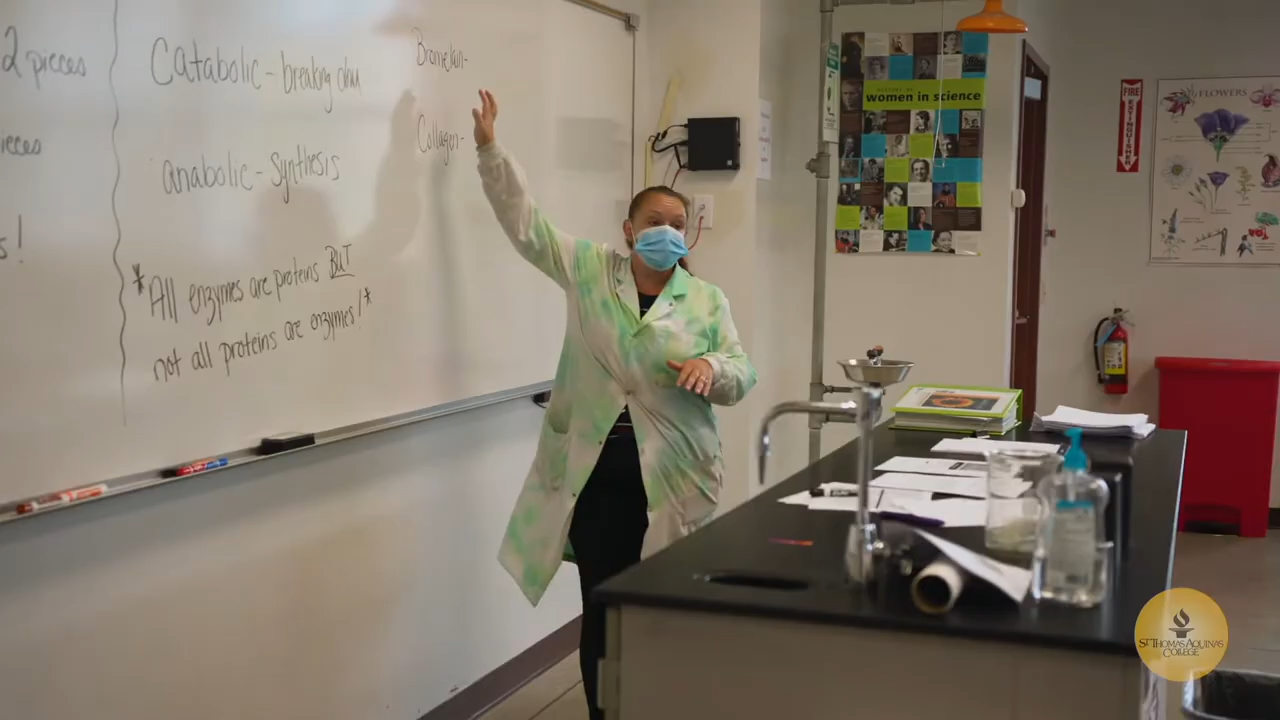 2 pieces
ieces
s!
Catabolic - breaking down
anabolic - synthesis
*All enzymes are proteins BUT
not all proteins are enzymes!*
Bromelain-
Collagen-
women in science
FIRE
EXTINGUISHER
FLOWERS
ST THOMAS AQUINAS
COLLEGE